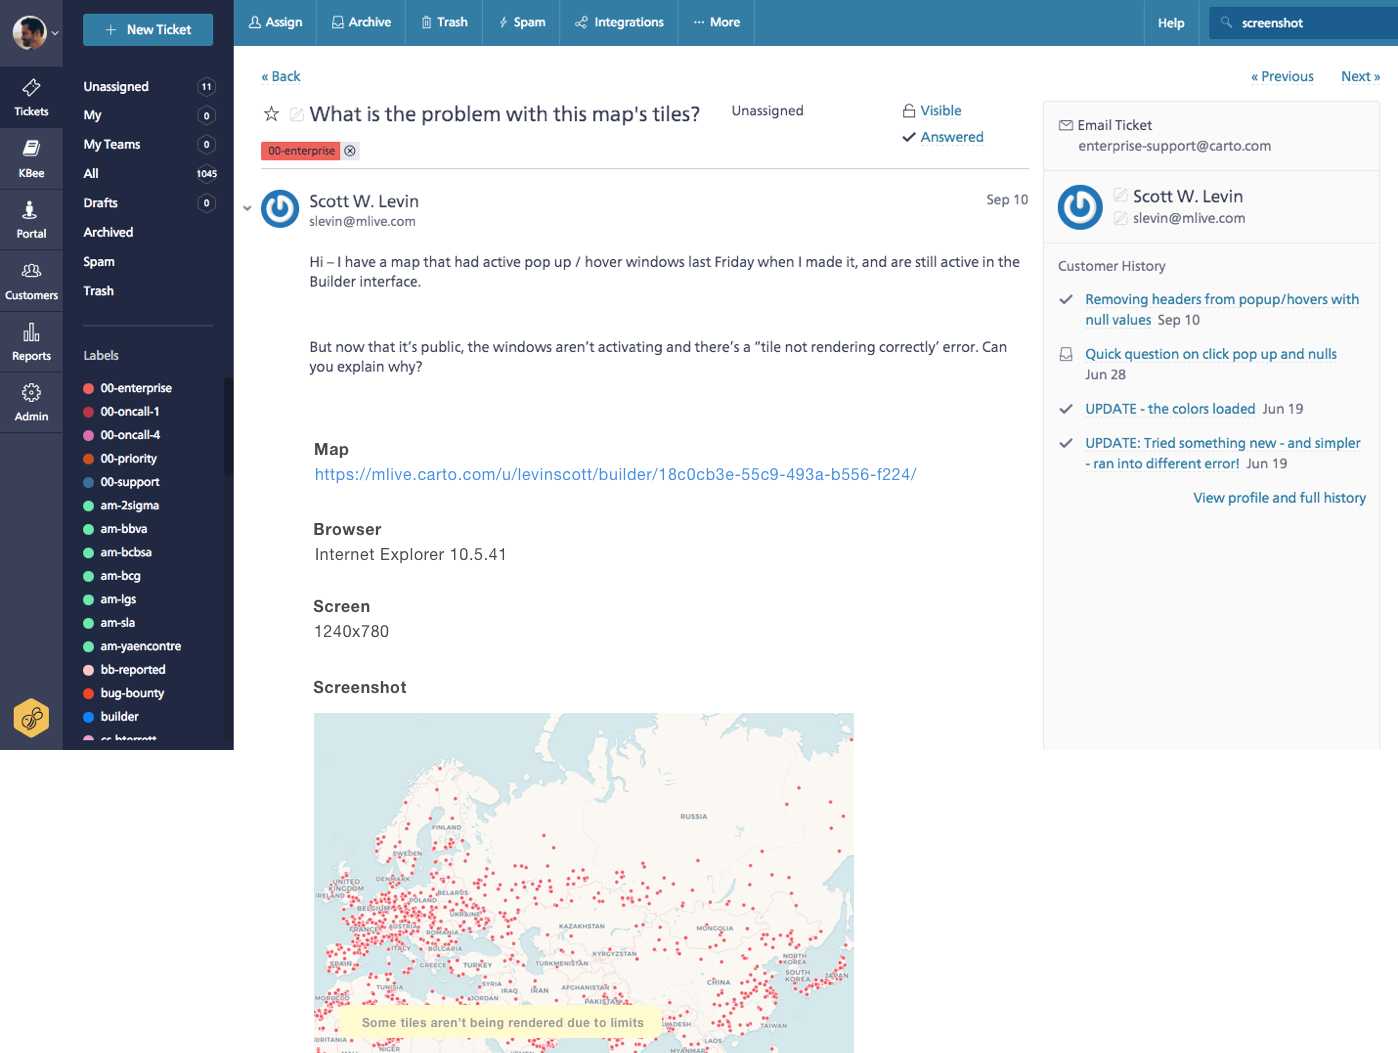 Assign
Archive
Trash
Spam
Integrations
··· More
Help
screenshot
Tickets
KBee
Portal
Customers
Reports
Admin
+ New Ticket
Unassigned 11
My 0
My Teams 0
All 1045
Drafts 0
Archived
Spam
Trash
Labels
00-enterprise
00-oncall-1
00-oncall-4
00-priority
00-support
am-2sigma
am-bbva
am-bcbsa
am-bcg
am-lgs
am-sla
am-yaencontre
bb-reported
bug-bounty
builder
« Back
« Previous
Next »
What is the problem with this map's tiles?
Unassigned
Visible
Answered
00-enterprise
Scott W. Levin
Sep 10
slevin@mlive.com
Hi – I have a map that had active pop up / hover windows last Friday when I made it, and are still active in the
Builder interface.
But now that it’s public, the windows aren’t activating and there’s a “tile not rendering correctly’ error. Can
you explain why?
Map
https://mlive.carto.com/u/levinscott/builder/18c0cb3e-55c9-493a-b556-f224/
Browser
Internet Explorer 10.5.41
Screen
1240x780
Screenshot
RUSSIA
FINLAND
SWEDEN
UNITED
KINGDOM
DENMARK
BELARUS
POLAND
BELGIUM
UKRAINE
FRANCE
AUSTRIA
ROMANIA
KAZAKHSTAN
MONGOLIA
ITALY
BULGARIA
KYRGYZSTAN
NORTH
KOREA
SPAIN
GREECE
TURKEY
TURKMENISTAN
SOUTH
KOREA
JAPAN
SYRIA
TUNISIA
IRAQ
IRAN
AFGHANISTAN
CHINA
MOROCCO
JORDAN
PAKISTAN
Some tiles aren't being rendered due to limits
TAIWAN
LAOS
NIGER
MYANMAR
Email Ticket
enterprise-support@carto.com
Scott W. Levin
slevin@mlive.com
Customer History
Removing headers from popup/hovers with
null values Sep 10
Quick question on click pop up and nulls
Jun 28
UPDATE - the colors loaded Jun 19
UPDATE: Tried something new - and simpler
- ran into different error! Jun 19
View profile and full history